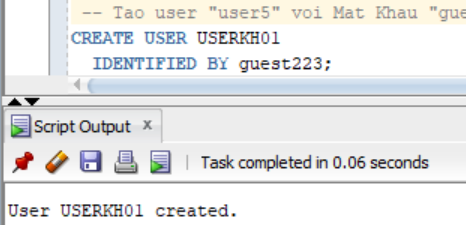 -- Tao user "user5" voi Mat Khau "gue
CREATE USER USERKH01
IDENTIFIED BY guest223;
Script Output x
Task completed in 0.06 seconds
User USERKH01 created.